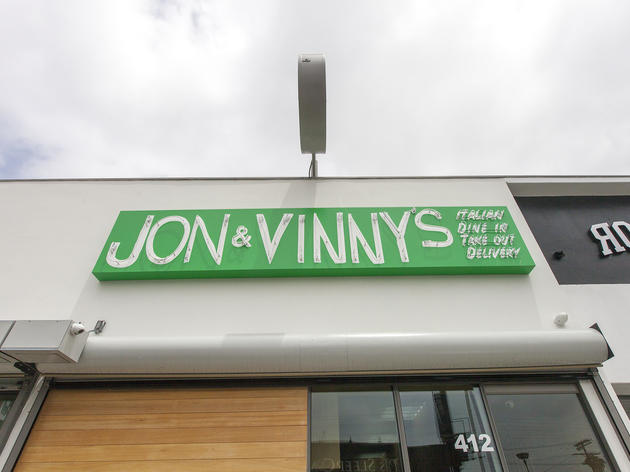 JON & VINNY'S
ITALIAN
DINE IN
TAKE OUT
DELIVERY
412